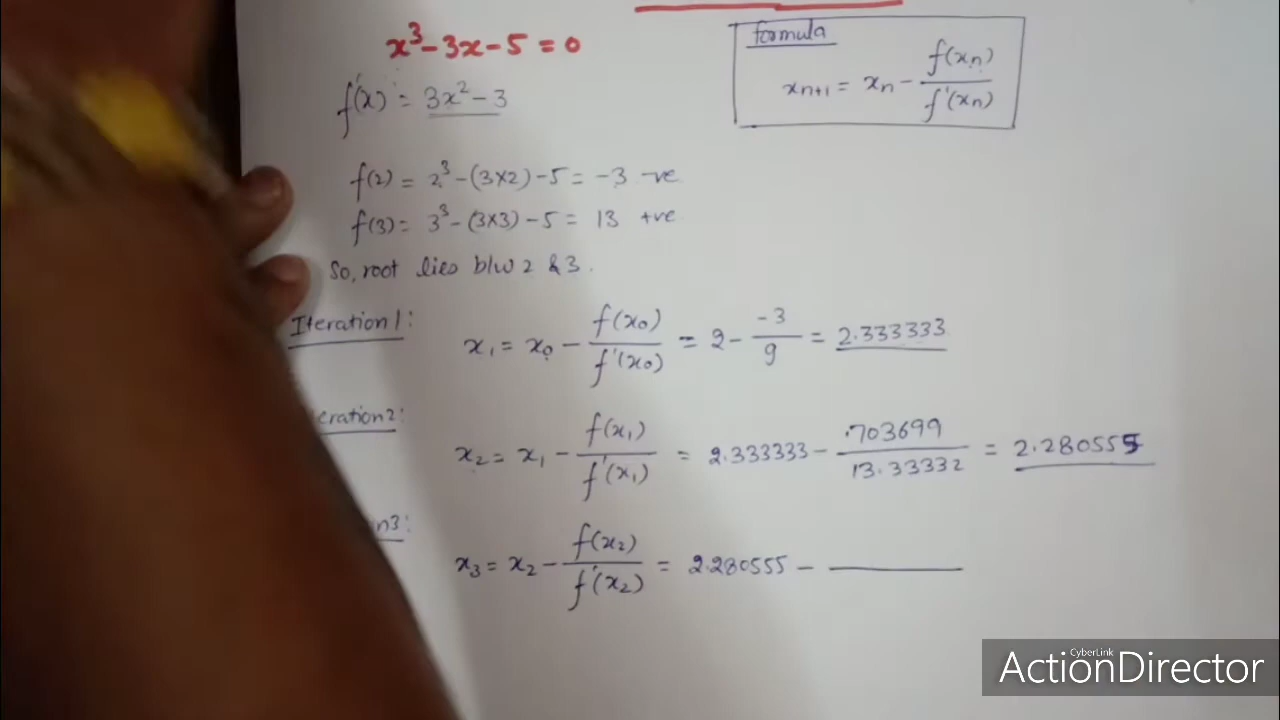 x³ - 3x - 5 = 0
formula
xₙ₊₁ = xₙ - f(xₙ) / f'(xₙ)
f'(x) = 3x² - 3
f(2) = 2³ - (3×2) - 5 = -3 -ve
f(3) = 3³ - (3×3) - 5 = 13 +ve
So, root lies b/w 2 & 3.
Iteration 1:
x₁ = x₀ - f(x₀) / f'(x₀) = 2 - -3 / 9 = 2.333333
eration 2:
x₂ = x₁ - f(x₁) / f'(x₁) = 2.333333 - .703699 / 13.33332 = 2.280555
n3:
x₃ = x₂ - f(x₂) / f'(x₂) = 2.280555 -
CyberLink
ActionDirector